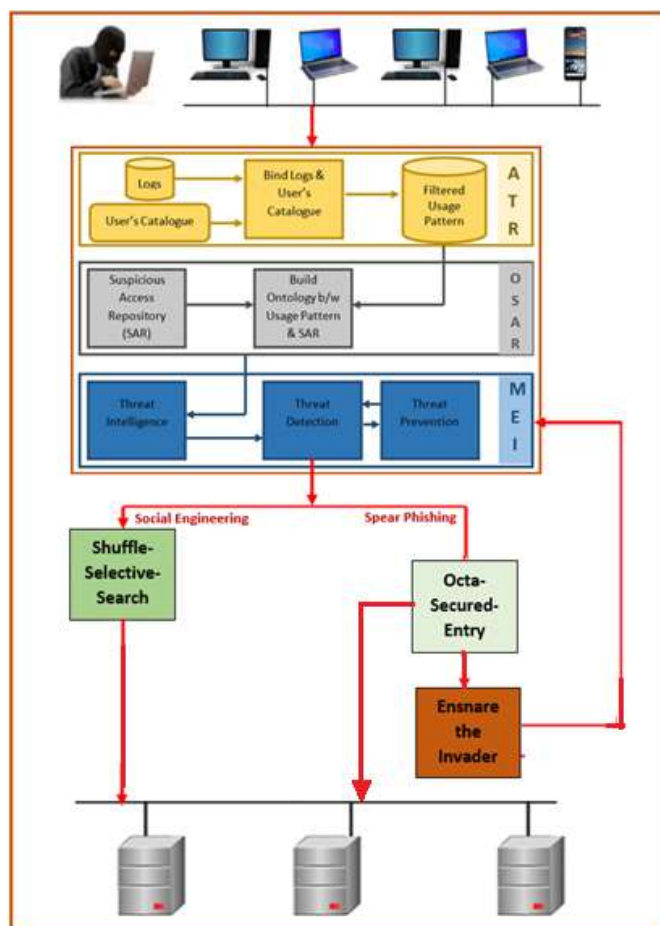 Logs
User's Catalogue
Bind Logs &
User's
Catalogue
Filtered
Usage
Pattern
A
T
R
Suspicious
Access
Repository
(SAR)
Build
Ontology b/w
Usage Pattern
& SAR
O
S
A
R
Threat
Intelligence
Threat
Detection
Threat
Prevention
M
E
I
Social Engineering
Spear Phishing
Shuffle-
Selective-
Search
Octa-
Secured-
Entry
Ensnare
the
Invader